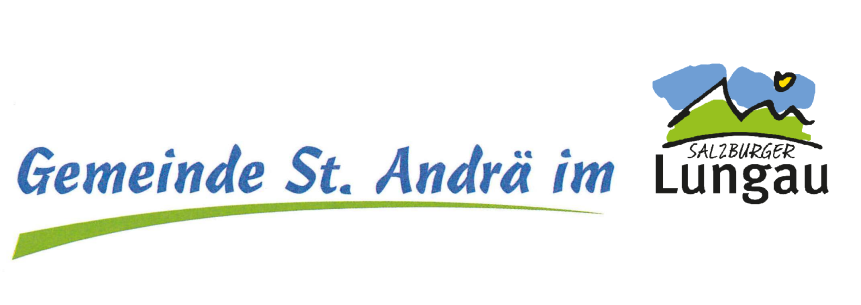 Gemeinde St. Andrä im
SALZBURGER
Lungau